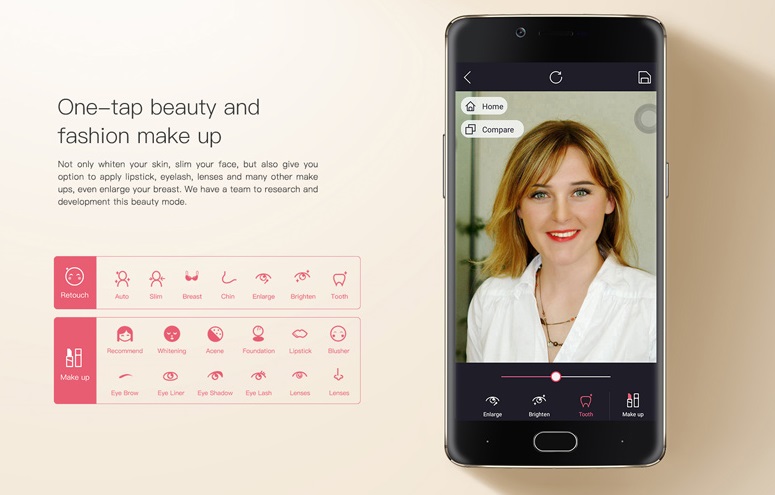 One-tap beauty and
fashion make up
Not only whiten your skin, slim your face, but also give you
option to apply lipstick, eyelash, lenses and many other make
ups, even enlarge your breast. We have a team to research and
development this beauty mode.
Retouch
Auto Slim Breast Chin Enlarge Brighten Tooth
Make up
Recommend Whitening Acene Foundation Lipstick Blusher
Eye Brow Eye Liner Eye Shadow Eye Lash Lenses Lenses
Home
Compare
Enlarge Brighten Tooth Make up